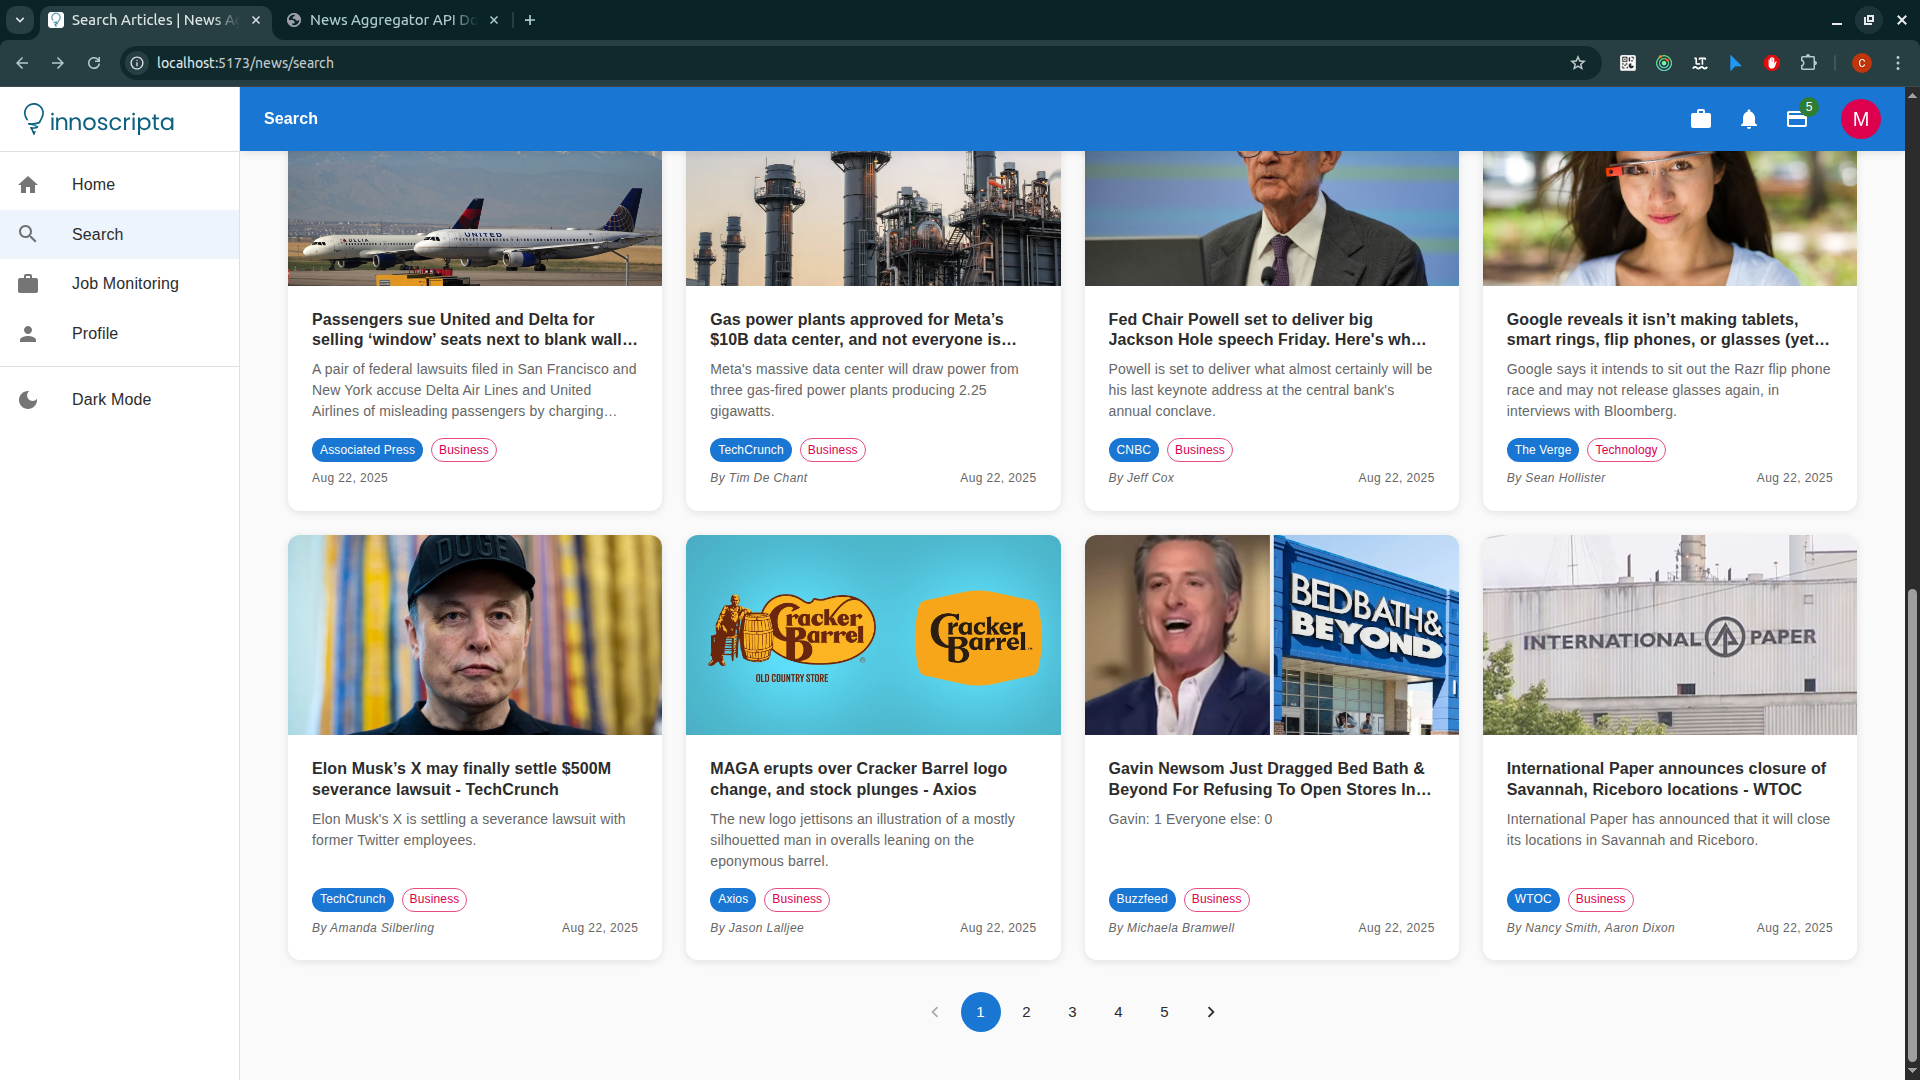 Search Articles | News A
News Aggregator API Do
localhost:5173/news/search
C
innoscripta
Search
5
M
Home
Search
Job Monitoring
Profile
Dark Mode
DELTA
UNITED
Passengers sue United and Delta for
selling ‘window’ seats next to blank wall…
A pair of federal lawsuits filed in San Francisco and
New York accuse Delta Air Lines and United
Airlines of misleading passengers by charging…
Associated Press
Business
Aug 22, 2025
Gas power plants approved for Meta’s
$10B data center, and not everyone is…
Meta’s massive data center will draw power from
three gas-fired power plants producing 2.25
gigawatts.
TechCrunch
Business
By Tim De Chant
Aug 22, 2025
Fed Chair Powell set to deliver big
Jackson Hole speech Friday. Here's wh…
Powell is set to deliver what almost certainly will be
his last keynote address at the central bank's
annual conclave.
CNBC
Business
By Jeff Cox
Aug 22, 2025
Google reveals it isn’t making tablets,
smart rings, flip phones, or glasses (yet…
Google says it intends to sit out the Razr flip phone
race and may not release glasses again, in
interviews with Bloomberg.
The Verge
Technology
By Sean Hollister
Aug 22, 2025
DOGE
Elon Musk’s X may finally settle $500M
severance lawsuit - TechCrunch
Elon Musk's X is settling a severance lawsuit with
former Twitter employees.
TechCrunch
Business
By Amanda Silberling
Aug 22, 2025
Cracker
Barrel
OLD COUNTRY STORE
Cracker
Barrel
MAGA erupts over Cracker Barrel logo
change, and stock plunges - Axios
The new logo jettisons an illustration of a mostly
silhouetted man in overalls leaning on the
eponymous barrel.
Axios
Business
By Jason Lalljee
Aug 22, 2025
BED BATH &
BEYOND
Gavin Newsom Just Dragged Bed Bath &
Beyond For Refusing To Open Stores In…
Gavin: 1 Everyone else: 0
Buzzfeed
Business
By Michaela Bramwell
Aug 22, 2025
INTERNATIONAL PAPER
International Paper announces closure of
Savannah, Riceboro locations - WTOC
International Paper has announced that it will close
its locations in Savannah and Riceboro.
WTOC
Business
By Nancy Smith, Aaron Dixon
Aug 22, 2025
1 2 3 4 5